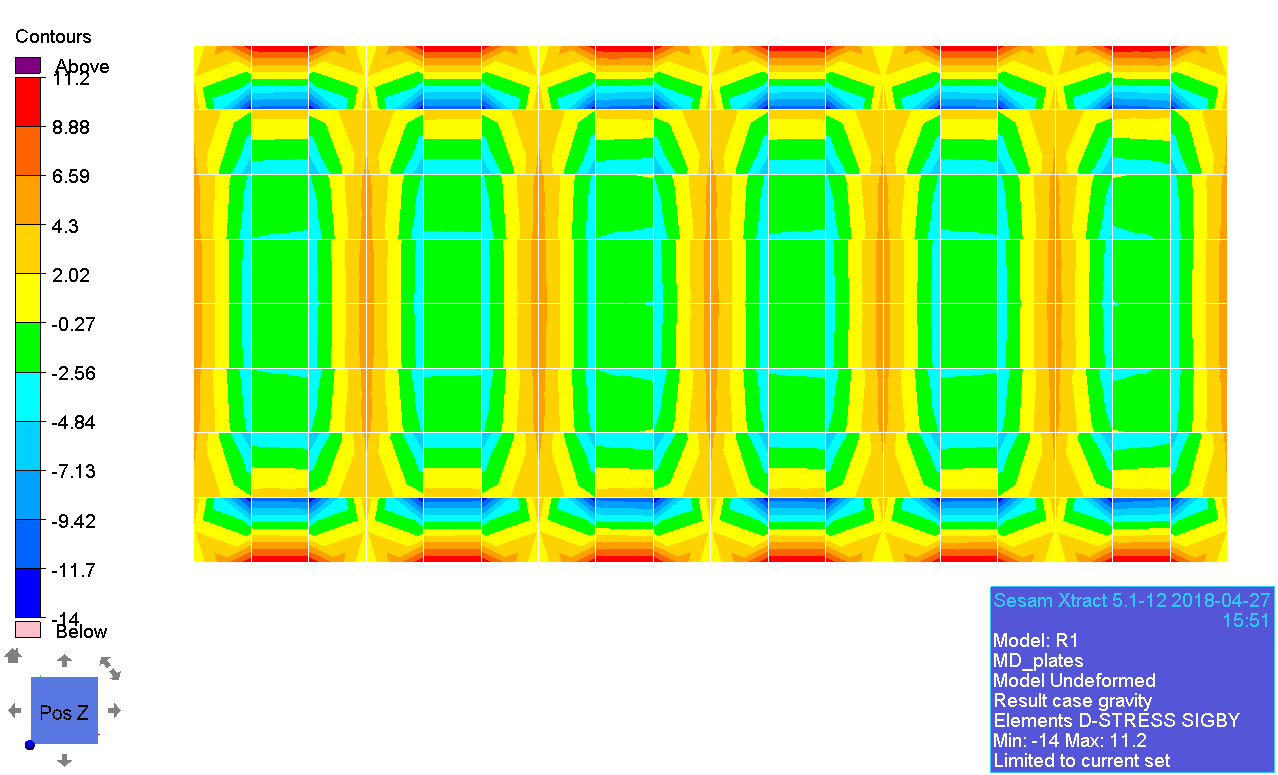 Contours
Above
11.2
8.88
6.59
4.3
2.02
-0.27
-2.56
-4.84
-7.13
-9.42
-11.7
-14
Below
Pos Z
Sesam Xtract 5.1-12 2018-04-27
15:51
Model: R1
MD_plates
Model Undeformed
Result case gravity
Elements D-STRESS SIGBY
Min: -14 Max: 11.2
Limited to current set